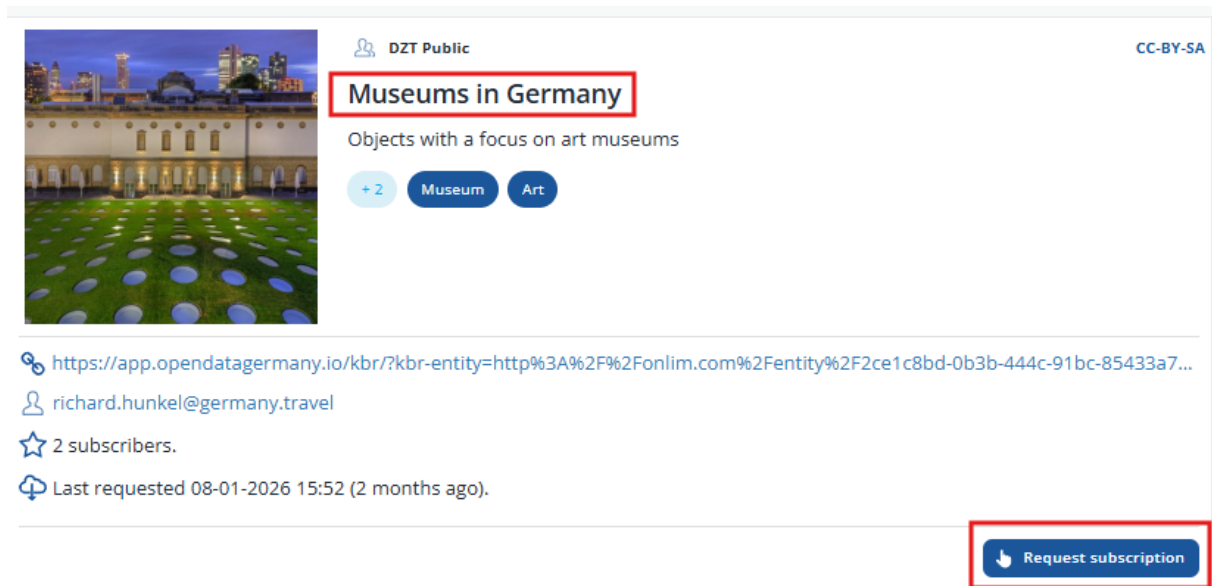 DZT Public
CC-BY-SA
Museums in Germany
Objects with a focus on art museums
+ 2 Museum Art
https://app.opendatagermany.io/kbr/?kbr-entity=http%3A%2F%2Fonlim.com%2Fentity%2F2ce1c8bd-0b3b-444c-91bc-85433a7...
richard.hunkel@germany.travel
2 subscribers.
Last requested 08-01-2026 15:52 (2 months ago).
Request subscription